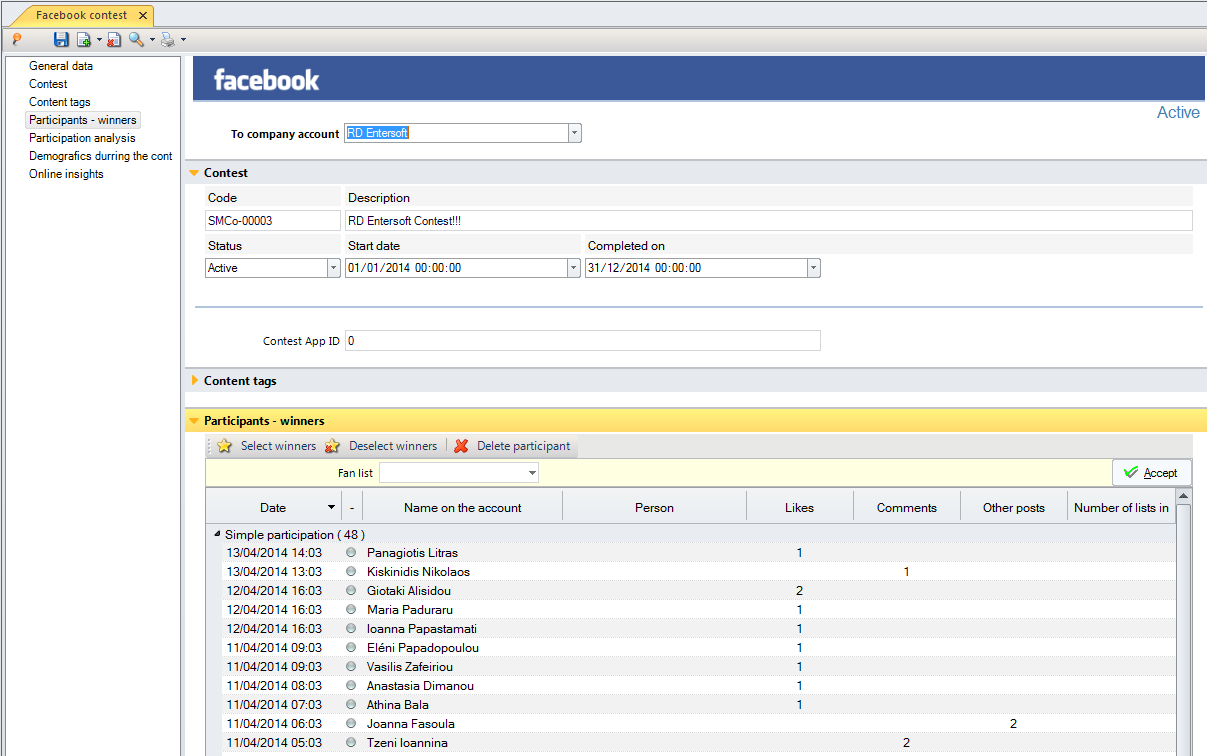 Facebook contest
General data
Contest
Content tags
Participants - winners
Participation analysis
Demografics durring the cont
Online insights
facebook
Active
To company account RD Entersoft
Contest
Code Description
SMCo-00003 RD Entersoft Contest!!!
Status Start date Completed on
Active 01/01/2014 00:00:00 31/12/2014 00:00:00
Contest App ID 0
Content tags
Participants - winners
Select winners Deselect winners Delete participant
Fan list Accept
Date - Name on the account Person Likes Comments Other posts Number of lists in
Simple participation ( 48 )
13/04/2014 14:03 Panagiotis Litras 1
13/04/2014 13:03 Kiskinidis Nikolaos 1
12/04/2014 16:03 Giotaki Alisidou 2
12/04/2014 16:03 Maria Paduraru 1
12/04/2014 16:03 Ioanna Papastamati 1
11/04/2014 09:03 Eléni Papadopoulou 1
11/04/2014 09:03 Vasilis Zafeiriou 1
11/04/2014 08:03 Anastasia Dimanou 1
11/04/2014 07:03 Athina Bala 1
11/04/2014 06:03 Joanna Fasoula 2
11/04/2014 05:03 Tzeni Ioannina 2